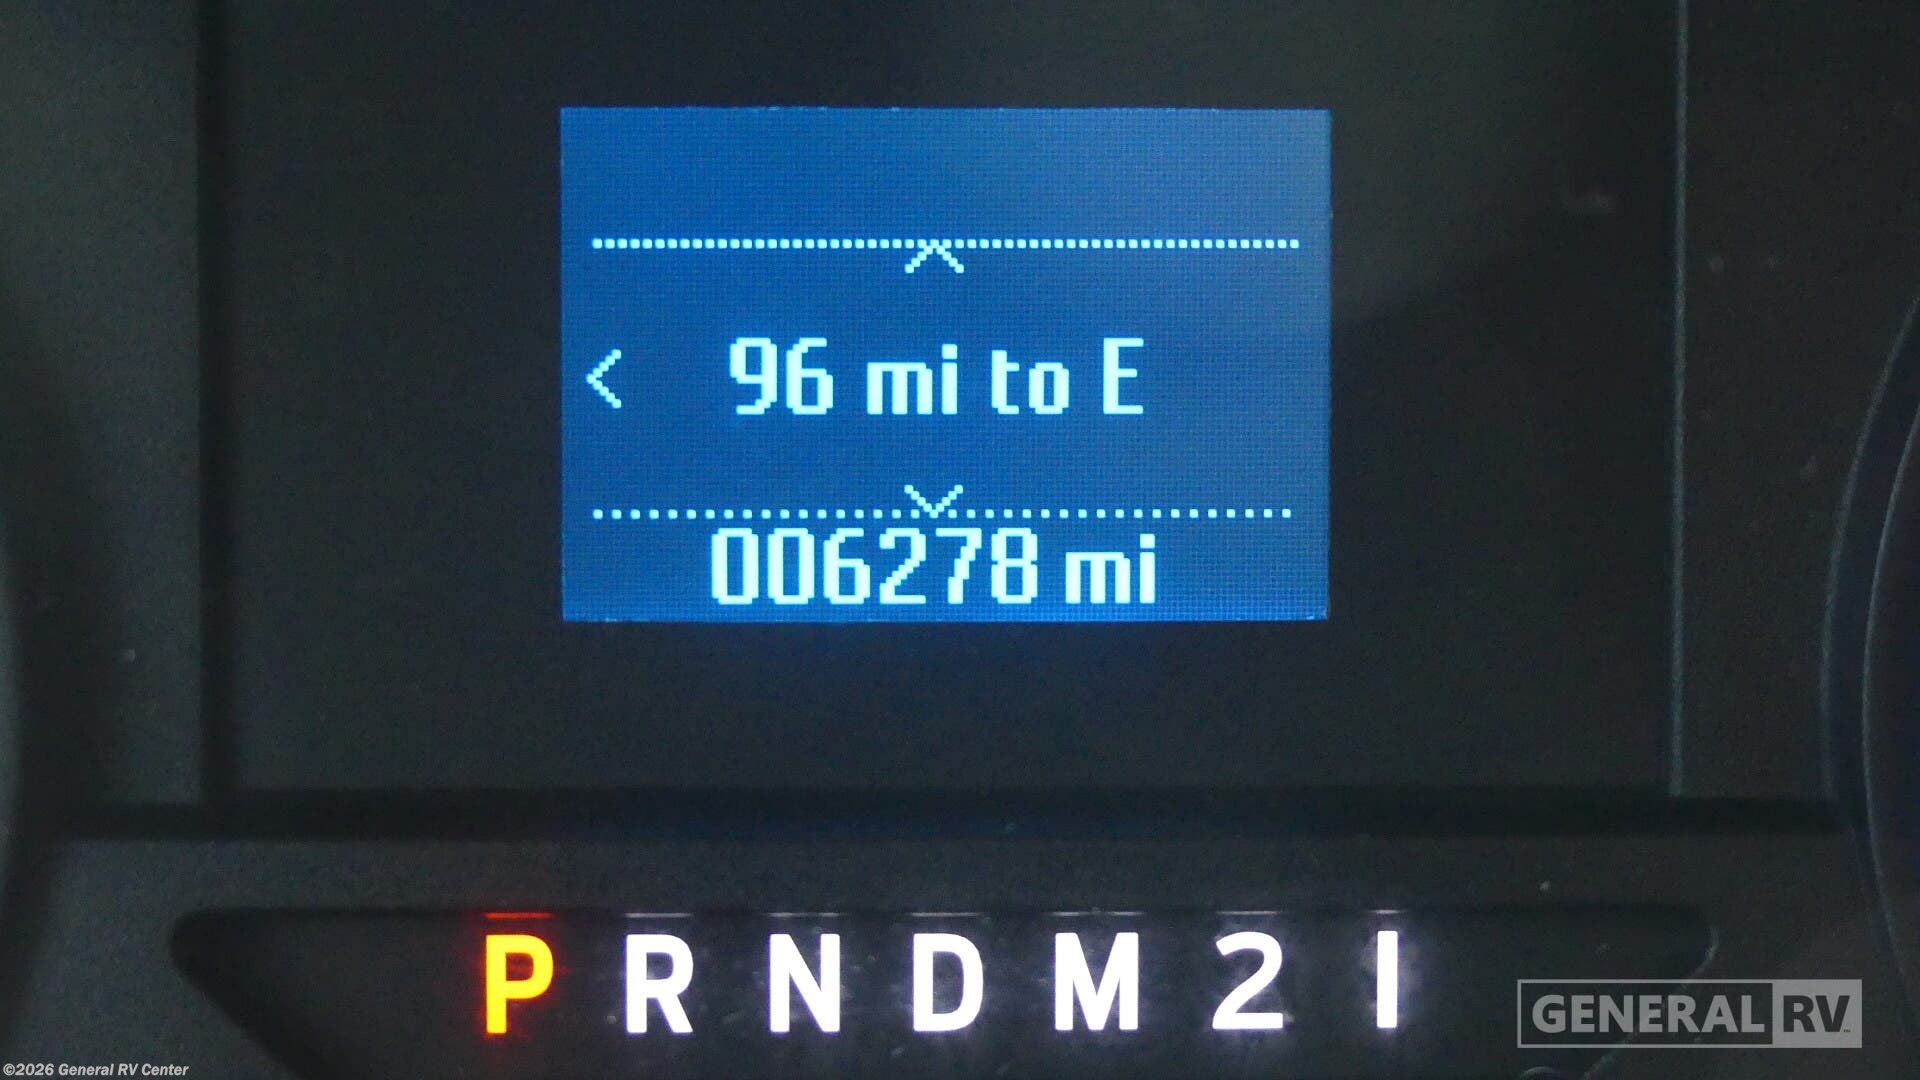 96 mi to E
006278 mi
P R N D M 2 1
GENERAL RV
©2026 General RV Center